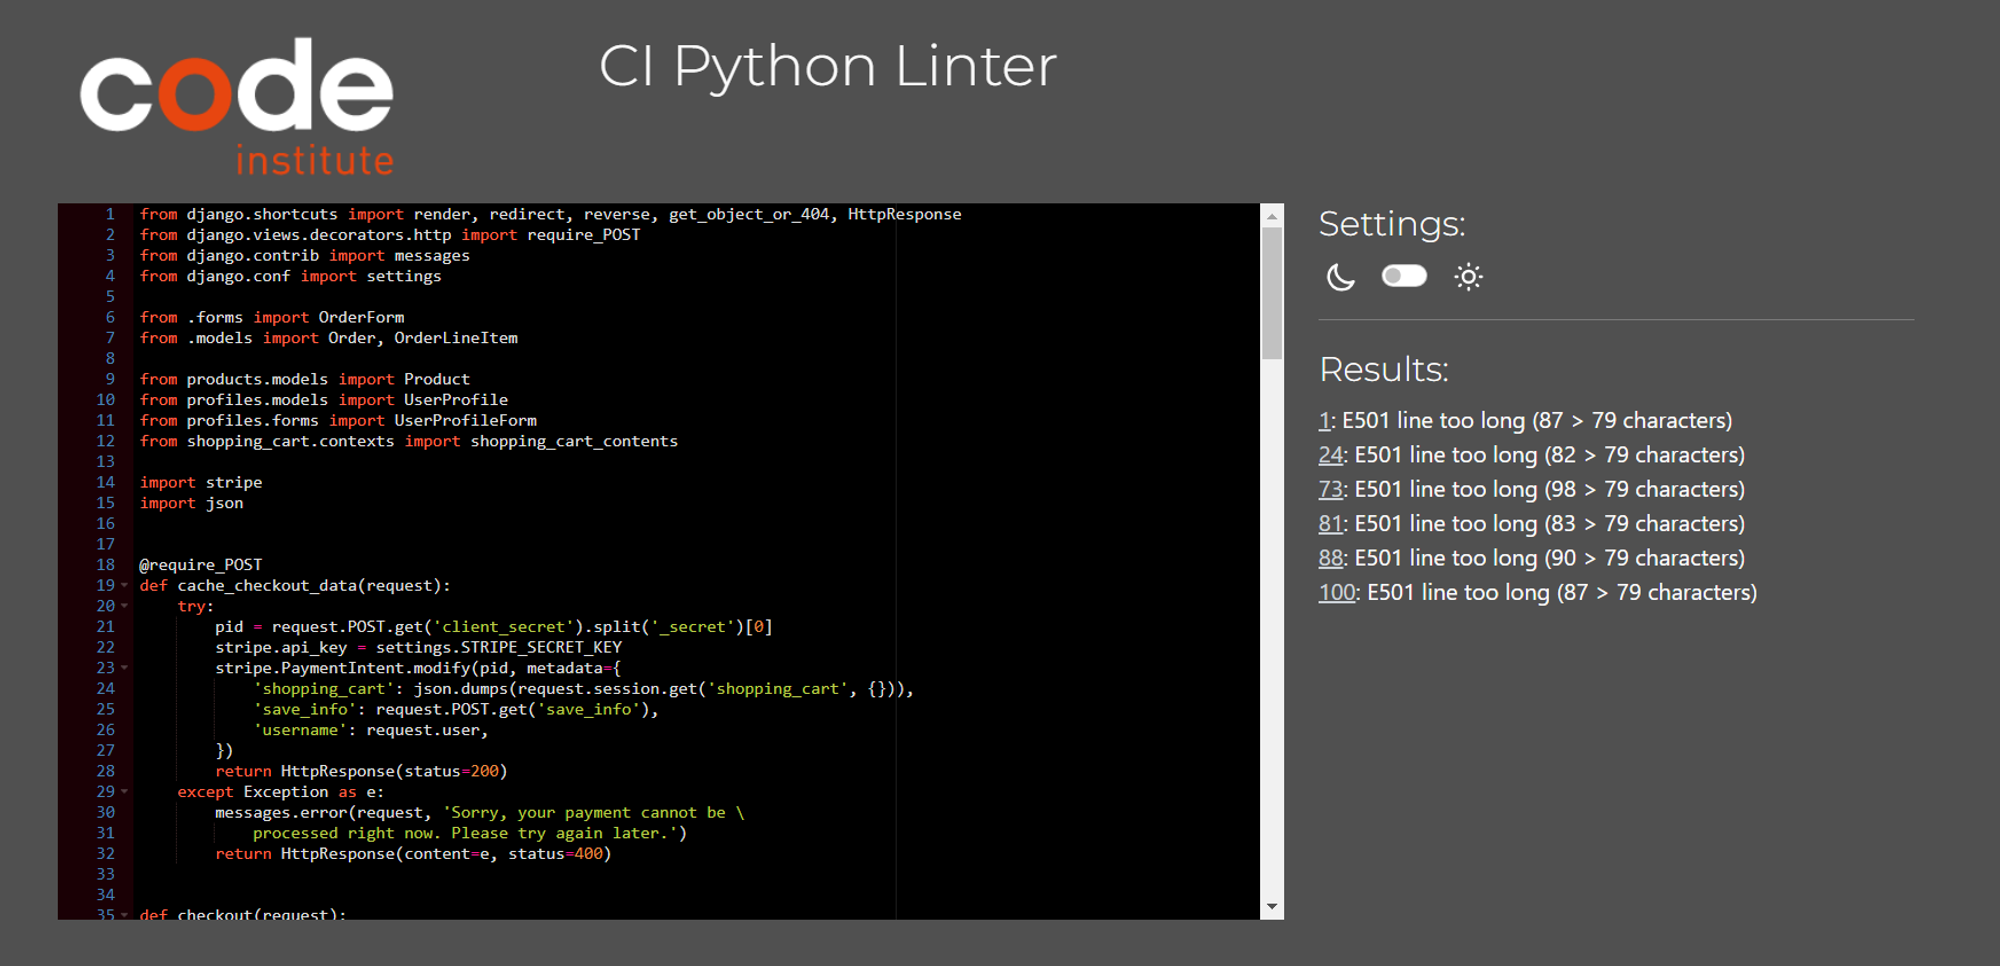 code
institute
CI Python Linter
1 from django.shortcuts import render, redirect, reverse, get_object_or_404, HttpResponse
2 from django.views.decorators.http import require_POST
3 from django.contrib import messages
4 from django.conf import settings
5
6 from .forms import OrderForm
7 from .models import Order, OrderLineItem
8
9 from products.models import Product
10 from profiles.models import UserProfile
11 from profiles.forms import UserProfileForm
12 from shopping_cart.contexts import shopping_cart_contents
13
14 import stripe
15 import json
16
17
18 @require_POST
19 def cache_checkout_data(request):
20     try:
21         pid = request.POST.get('client_secret').split('_secret')[0]
22         stripe.api_key = settings.STRIPE_SECRET_KEY
23         stripe.PaymentIntent.modify(pid, metadata={
24             'shopping_cart': json.dumps(request.session.get('shopping_cart', {})),
25             'save_info': request.POST.get('save_info'),
26             'username': request.user,
27         })
28         return HttpResponse(status=200)
29     except Exception as e:
30         messages.error(request, 'Sorry, your payment cannot be \
31             processed right now. Please try again later.')
32         return HttpResponse(content=e, status=400)
33
34
35 def checkout(request):
Settings:
Results:
1: E501 line too long (87 > 79 characters)
24: E501 line too long (82 > 79 characters)
73: E501 line too long (98 > 79 characters)
81: E501 line too long (83 > 79 characters)
88: E501 line too long (90 > 79 characters)
100: E501 line too long (87 > 79 characters)